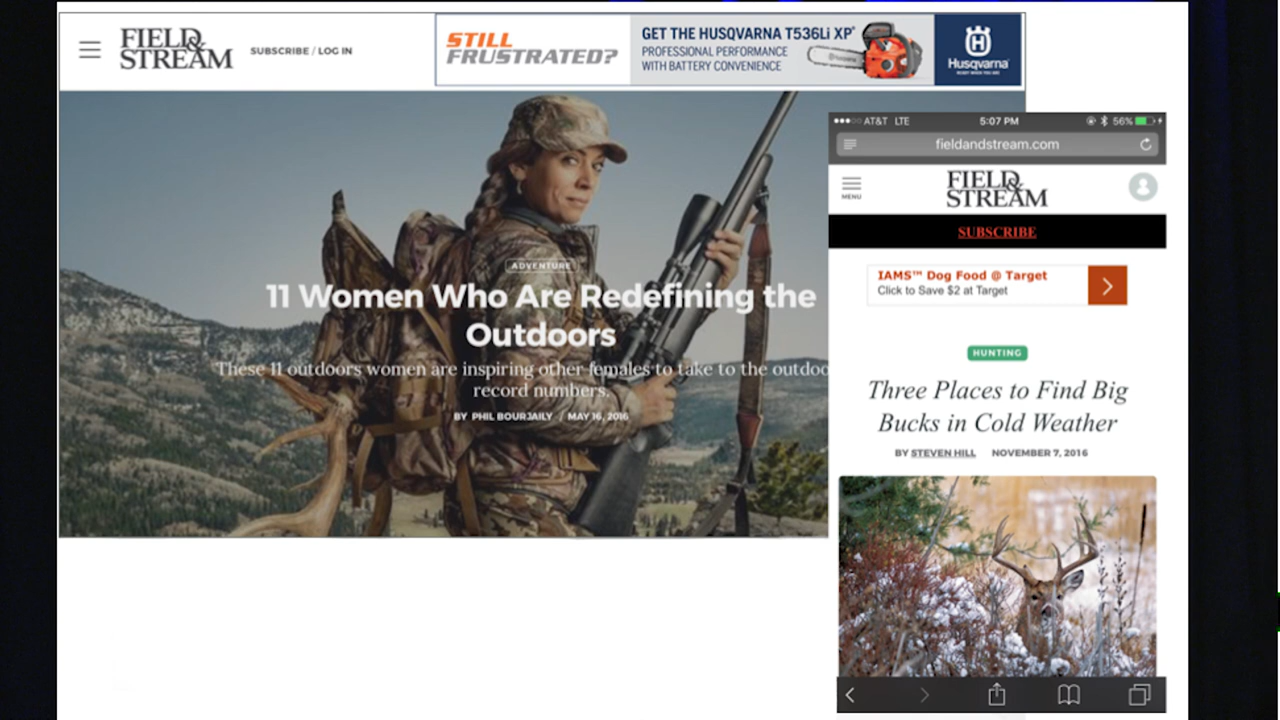 FIELD &
STREAM
SUBSCRIBE / LOG IN
STILL
FRUSTRATED?
GET THE HUSQVARNA T536Li XP®
PROFESSIONAL PERFORMANCE
WITH BATTERY CONVENIENCE
Husqvarna
ADVENTURE
11 Women Who Are Redefining the
Outdoors
These 11 outdoors women are inspiring other females to take to the outdoo
record numbers.
BY PHIL BOURJAILY / MAY 16, 2016
AT&T LTE 5:07 PM 56%
fieldandstream.com
MENU
FIELD &
STREAM
SUBSCRIBE
IAMS™ Dog Food @ Target
Click to Save $2 at Target
HUNTING
Three Places to Find Big
Bucks in Cold Weather
BY STEVEN HILL NOVEMBER 7, 2016